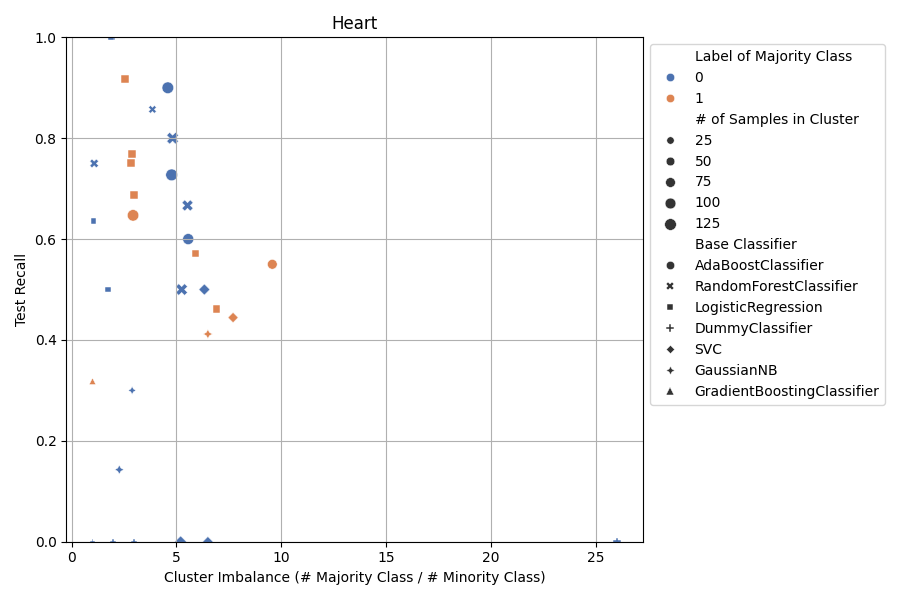 Heart
1.0
0.8
0.6
0.4
0.2
0.0
Test Recall
0 5 10 15 20 25
Cluster Imbalance (# Majority Class / # Minority Class)
Label of Majority Class
0
1
# of Samples in Cluster
25
50
75
100
125
Base Classifier
AdaBoostClassifier
RandomForestClassifier
LogisticRegression
DummyClassifier
SVC
GaussianNB
GradientBoostingClassifier